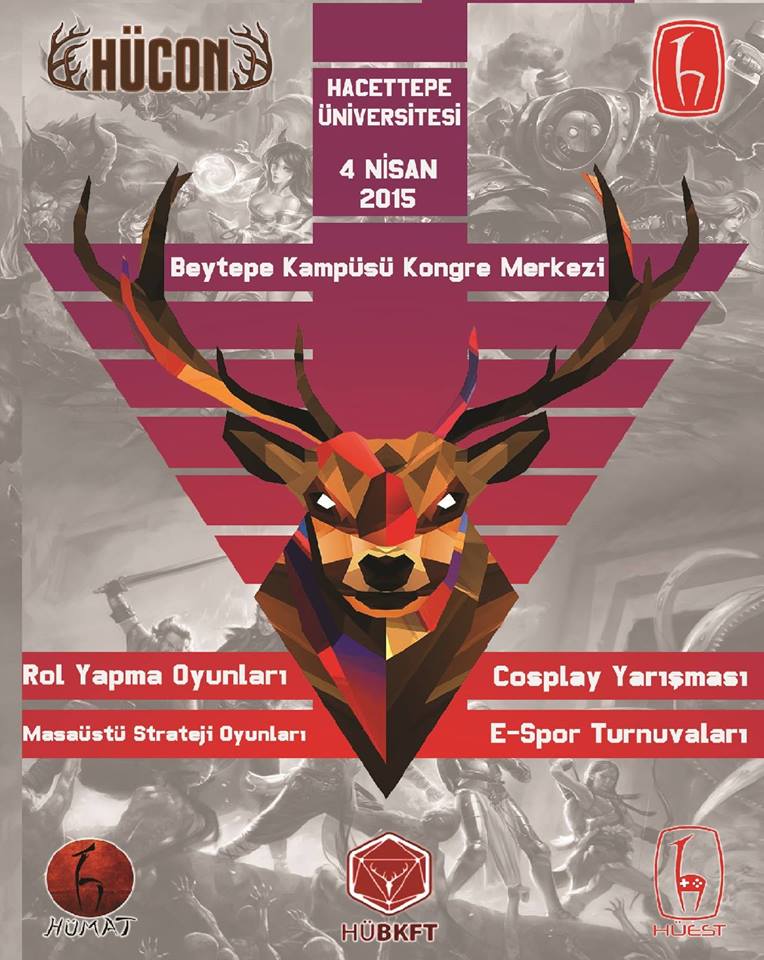 HÜCON
HACETTEPE
ÜNİVERSİTESİ
4 NİSAN
2015
Beytepe Kampüsü Kongre Merkezi
Rol Yapma Oyunları
Cosplay Yarışması
Masaüstü Strateji Oyunları
E-Spor Turnuvaları
HÜMAT
HÜBKFT
HÜEST